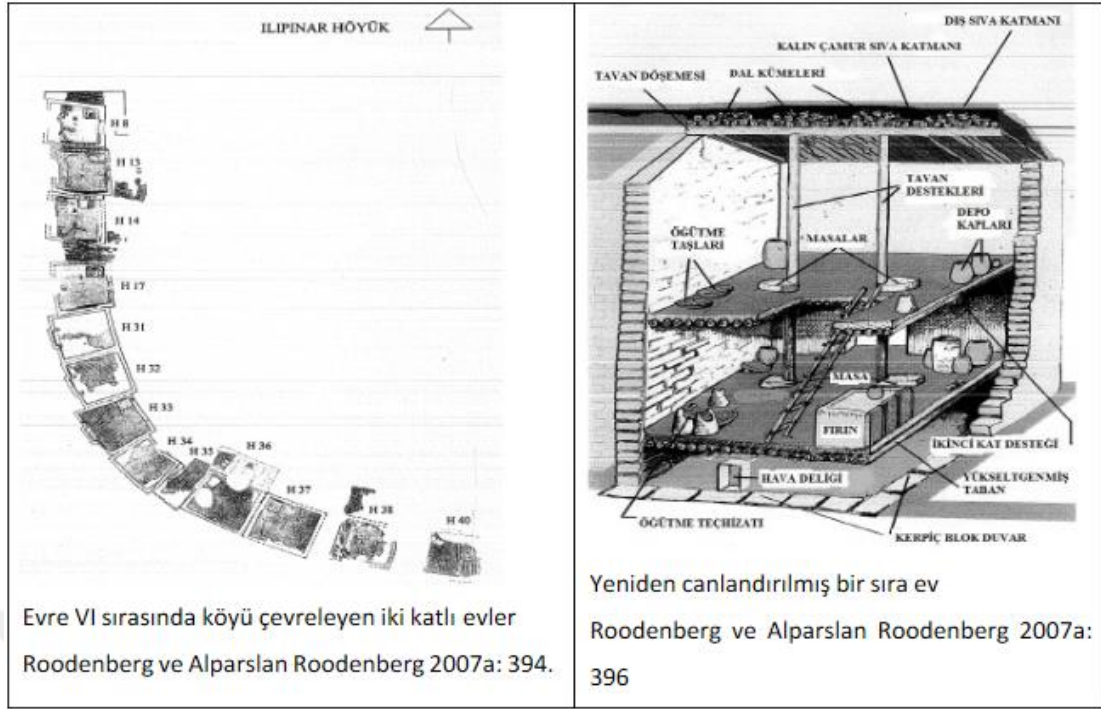 ILIPINAR HÖYÜK
H 8
H 13
H 14
H 17
H 31
H 32
H 33
H 34
H 35
H 36
H 37
H 38
H 40
Evre VI sırasında köyü çevreleyen iki katlı evler
Roodenberg ve Alparslan Roodenberg 2007a: 394.
DIŞ SIVA KATMANI
KALIN ÇAMUR SIVA KATMANI
TAVAN DÖŞEMESİ
DAL KÜMELERİ
TAVAN
DESTEKLERİ
DEPO
KAPLARI
ÖĞÜTME
TAŞLARI
MASALAR
MASA
FIRIN
İKİNCİ KAT DESTEĞİ
HAVA DELİGİ
YÜKSELTGENMİŞ
TABAN
ÖĞÜTME TEÇHİZATI
KERPİÇ BLOK DUVAR
Yeniden canlandırılmış bir sıra ev
Roodenberg ve Alparslan Roodenberg 2007a:
396